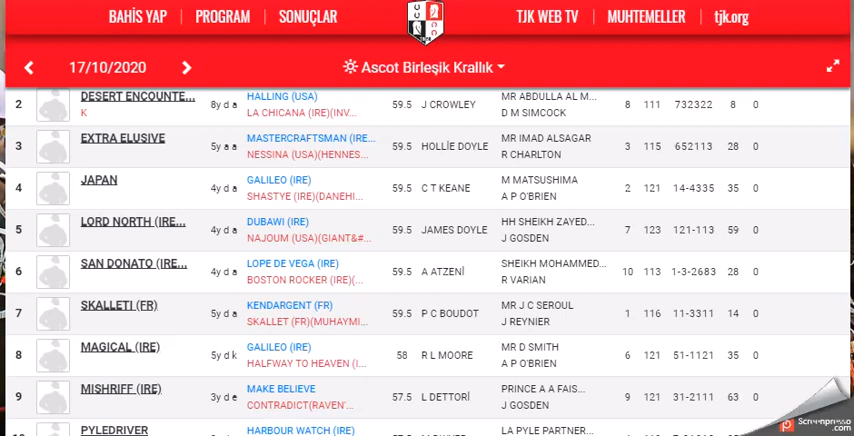 BAHİS YAP PROGRAM SONUÇLAR TJK WEB TV MUHTEMELLER tjk.org
17/10/2020 Ascot Birleşik Krallık
2 DESERT ENCOUNTE... 8y d a HALLING (USA) 59.5 J CROWLEY MR ABDULLA AL M... 8 111 732322 8 0
K LA CHICANA (IRE)(INV... D M SIMCOCK
3 EXTRA ELUSIVE 5y a a MASTERCRAFTSMAN (IRE... 59.5 HOLLİE DOYLE MR IMAD ALSAGAR 3 115 652113 28 0
NESSINA (USA)(HENNES... R CHARLTON
4 JAPAN 4y d a GALILEO (IRE) 59.5 C T KEANE M MATSUSHIMA 2 121 14-4335 35 0
SHASTYE (IRE)(DANEHI... A P O'BRIEN
5 LORD NORTH (IRE... 4y d a DUBAWI (IRE) 59.5 JAMES DOYLE HH SHEIKH ZAYED... 7 123 121-113 59 0
NAJOUM (USA)(GIANT&#... J GOSDEN
6 SAN DONATO (IRE... 4y d a LOPE DE VEGA (IRE) 59.5 A ATZENİ SHEIKH MOHAMMED... 10 113 1-3-2683 28 0
BOSTON ROCKER (IRE)(... R VARIAN
7 SKALLETI (FR) 5y d a KENDARGENT (FR) 59.5 P C BOUDOT MR J C SEROUL 1 116 11-3311 14 0
SKALLET (FR)(MUHAYMI... J REYNIER
8 MAGICAL (IRE) 5y d k GALILEO (IRE) 58 R L MOORE MR D SMITH 6 121 51-1121 35 0
HALFWAY TO HEAVEN (I... A P O'BRIEN
9 MISHRIFF (IRE) 3y d e MAKE BELIEVE 57.5 L DETTORİ PRINCE A A FAIS... 9 121 31-2111 63 0
CONTRADICT(RAVEN'... J GOSDEN
PYLEDRIVER HARBOUR WATCH (IRE) LA PYLE PARTNER...
Screenpresso
.com